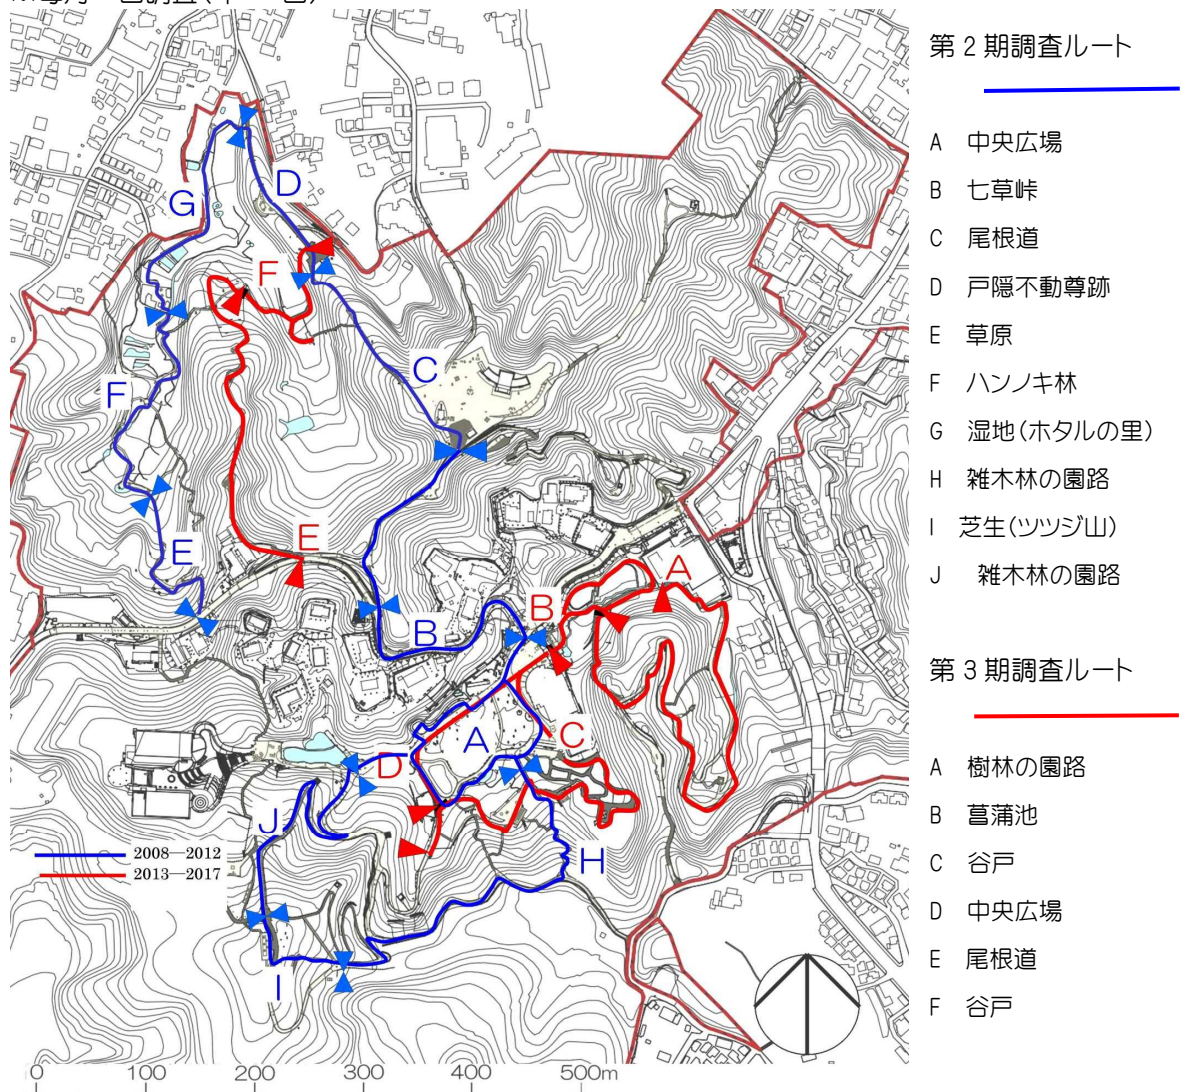 第2期調査ルート
A 中央広場
B 七草峠
C 尾根道
D 戸隠不動尊跡
E 草原
F ハンノキ林
G 湿地(ホタルの里)
H 雑木林の園路
I 芝生(ツツジ山)
J 雑木林の園路
第3期調査ルート
A 樹林の園路
B 菖蒲池
C 谷戸
D 中央広場
E 尾根道
F 谷戸
G
D
F
C
F
E
E
A
B
B
A
C
D
J
H
I
2008―2012
2013―2017
0 100 200 300 400 500m